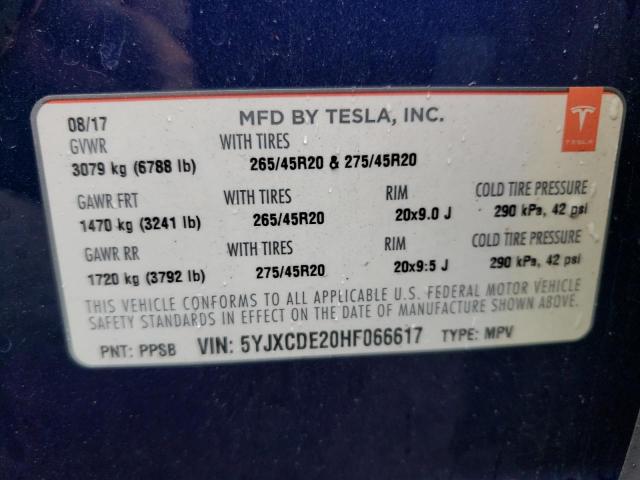 08/17 MFD BY TESLA, INC.
GVWR WITH TIRES
3079 kg (6788 lb) 265/45R20 & 275/45R20
GAWR FRT WITH TIRES RIM COLD TIRE PRESSURE
1470 kg (3241 lb) 265/45R20 20x9.0 J 290 kPa, 42 psi
GAWR RR WITH TIRES RIM COLD TIRE PRESSURE
1720 kg (3792 lb) 275/45R20 20x9:5 J 290 kPa, 42 psi
THIS VEHICLE CONFORMS TO ALL APPLICABLE U.S. FEDERAL MOTOR VEHICLE
SAFETY STANDARDS IN EFFECT ON THE DATE OF MANUFACTURE SHOWN ABOVE.
PNT: PPSB VIN: 5YJXCDE20HF066617 TYPE: MPV
TESLA